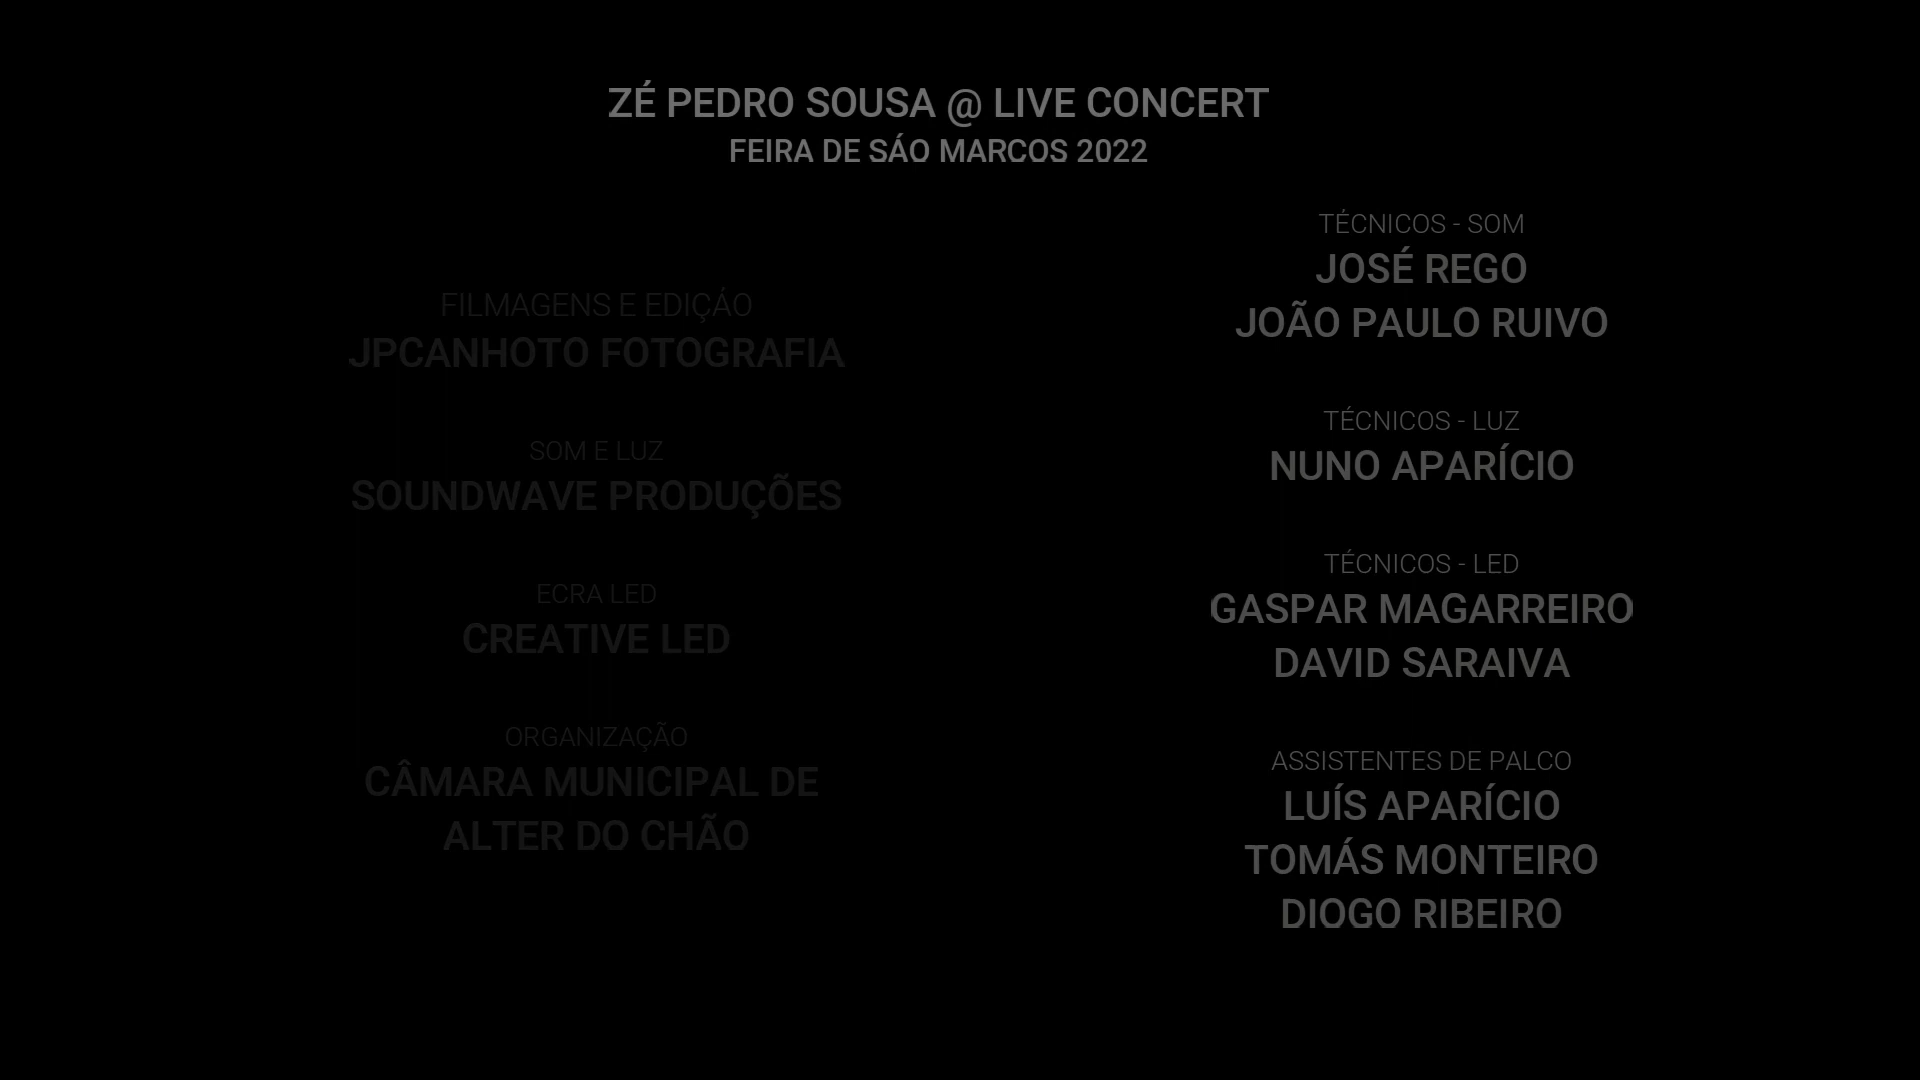 ZÉ PEDRO SOUSA @ LIVE CONCERT
FEIRA DE SÁO MARCOS 2022
FILMAGENS E EDIÇÁO
JPCANHOTO FOTOGRAFIA
SOM E LUZ
SOUNDWAVE PRODUÇÕES
ECRA LED
CREATIVE LED
ORGANIZAÇÃO
CÂMARA MUNICIPAL DE
ALTER DO CHÃO
TÉCNICOS - SOM
JOSÉ REGO
JOÃO PAULO RUIVO
TÉCNICOS - LUZ
NUNO APARÍCIO
TÉCNICOS - LED
GASPAR MAGARREIRO
DAVID SARAIVA
ASSISTENTES DE PALCO
LUÍS APARÍCIO
TOMÁS MONTEIRO
DIOGO RIBEIRO